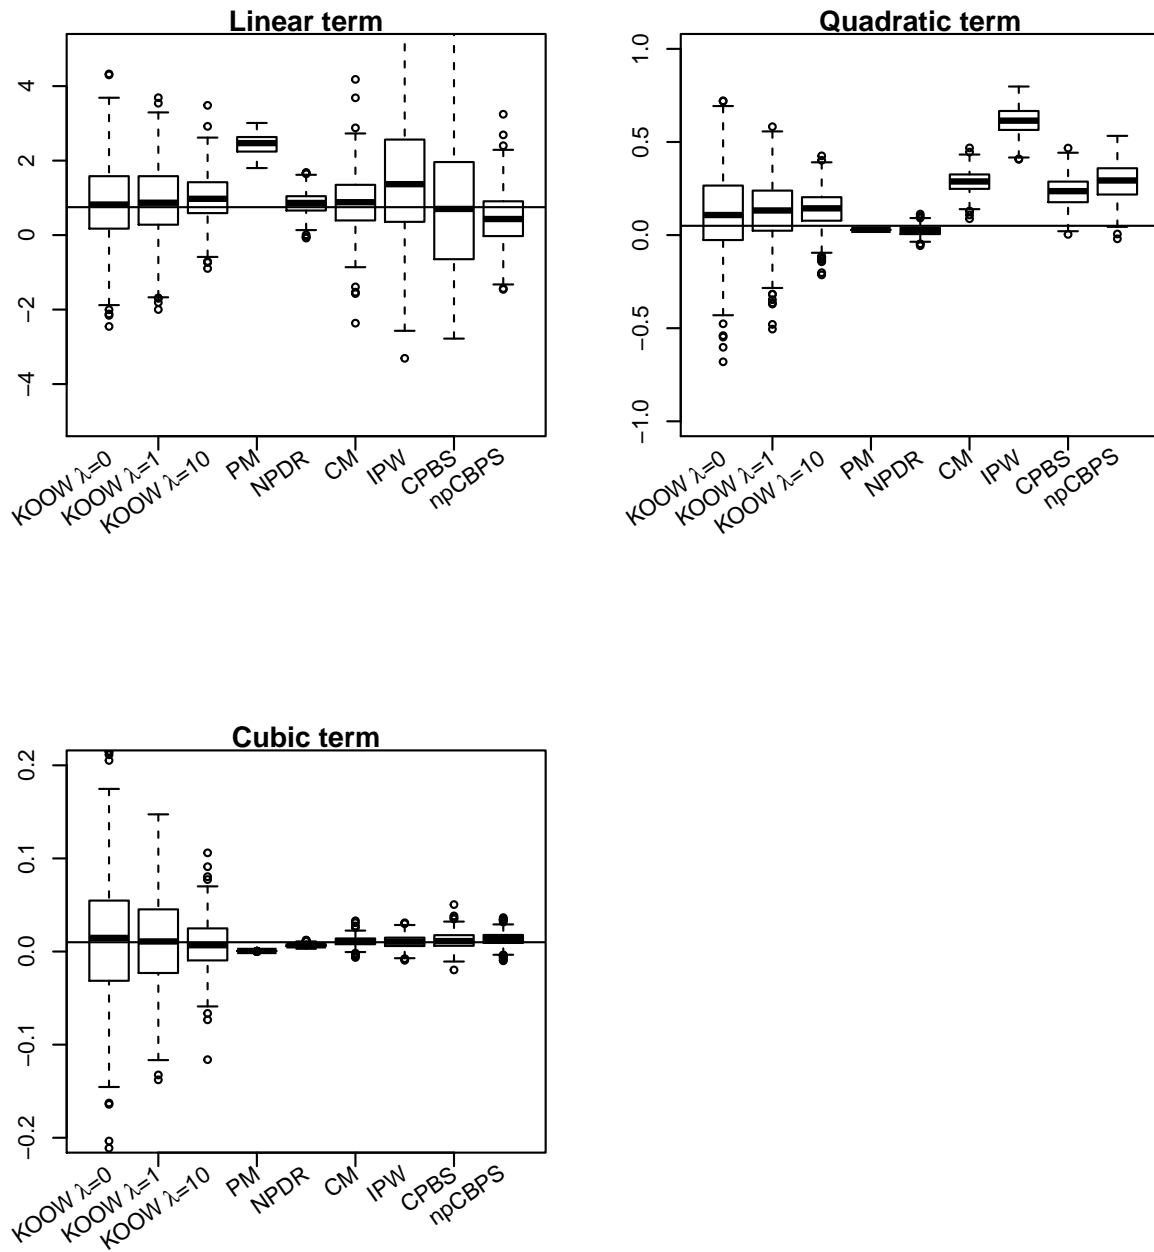 Linear term
4
2
0
−2
−4
KOOW λ=0
KOOW λ=1
KOOW λ=10
PM
NPDR
CM
IPW
CPBS
npCBPS
Quadratic term
1.0
0.5
0.0
−0.5
−1.0
KOOW λ=0
KOOW λ=1
KOOW λ=10
PM
NPDR
CM
IPW
CPBS
npCBPS
Cubic term
0.2
0.1
0.0
−0.1
−0.2
KOOW λ=0
KOOW λ=1
KOOW λ=10
PM
NPDR
CM
IPW
CPBS
npCBPS